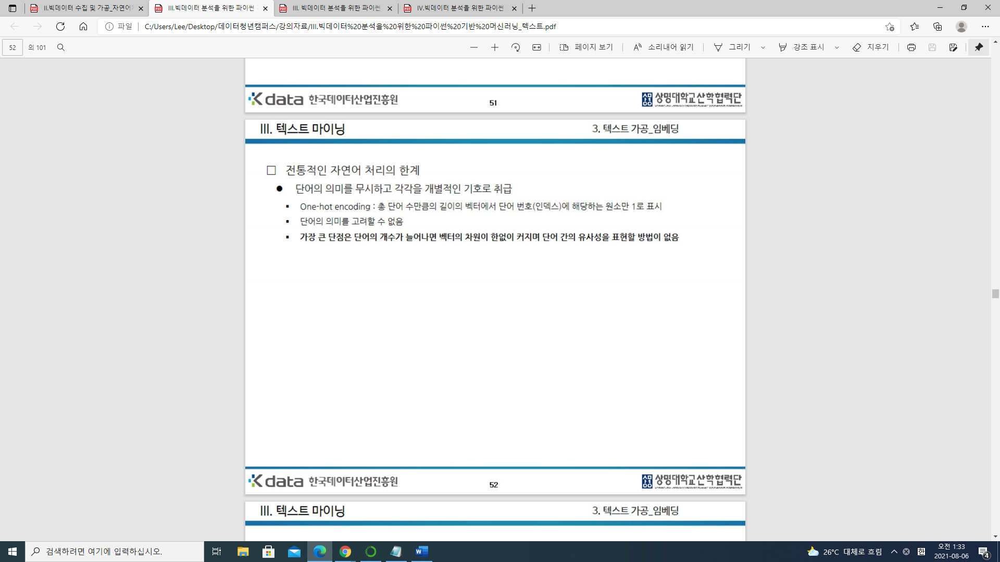 II.빅데이터 수집 및 가공_자연어
III.빅데이터 분석을 위한 파이썬
III. 빅데이터 분석을 위한 파이썬
IV.빅데이터 분석을 위한 파이썬
파일
C:/Users/Lee/Desktop/데이터청년캠퍼스/강의자료/III.빅데이터%20분석을%20위한%20파이썬%20기반%20머신러닝_텍스트.pdf
52 의 101 페이지 보기 소리내어 읽기 그리기 강조 표시 지우기
K data 한국데이터산업진흥원 51 상명대학교산학협력단
III. 텍스트 마이닝 3. 텍스트 가공_임베딩
□ 전통적인 자연어 처리의 한계
● 단어의 의미를 무시하고 각각을 개별적인 기호로 취급
▪ One-hot encoding : 총 단어 수만큼의 길이의 벡터에서 단어 번호(인덱스)에 해당하는 원소만 1로 표시
▪ 단어의 의미를 고려할 수 없음
▪ 가장 큰 단점은 단어의 개수가 늘어나면 벡터의 차원이 한없이 커지며 단어 간의 유사성을 표현할 방법이 없음
K data 한국데이터산업진흥원 52 상명대학교산학협력단
III. 텍스트 마이닝 3. 텍스트 가공_임베딩
검색하려면 여기에 입력하십시오.
26°C 대체로 흐림 한 오전 1:33
2021-08-06 4